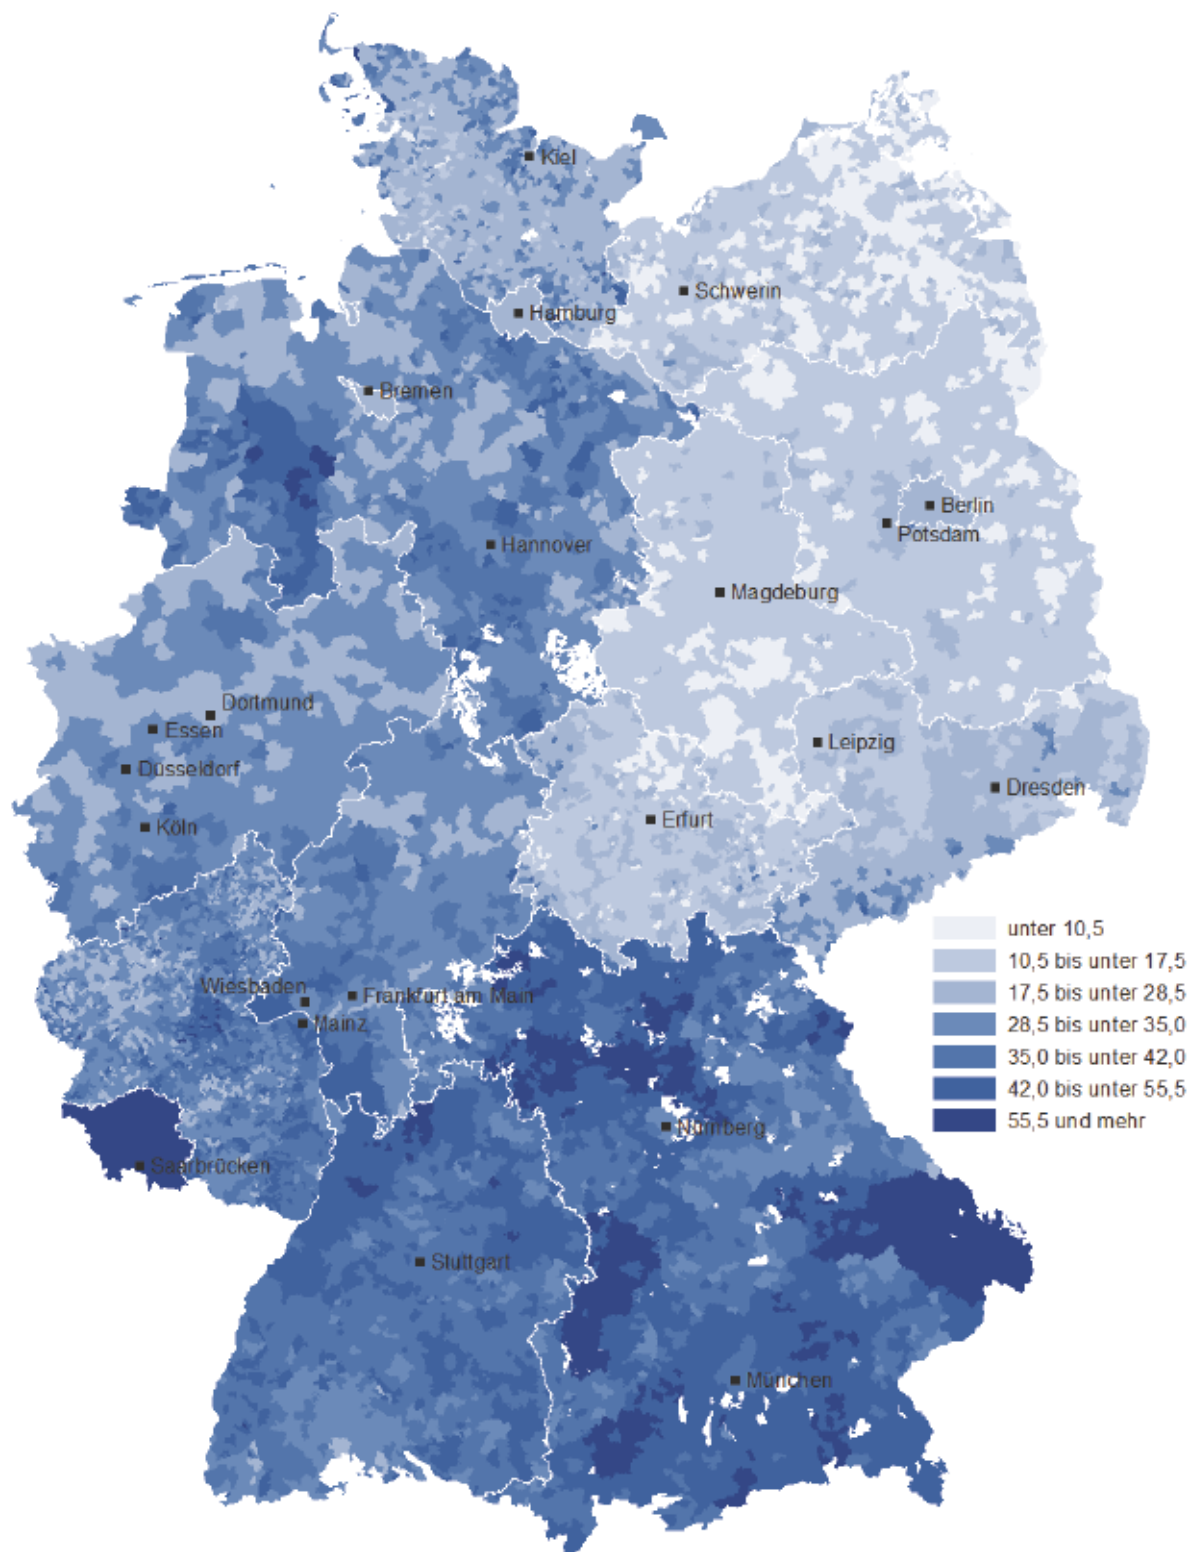 Kiel
Schwerin
Hamburg
Bremen
Berlin
Potsdam
Hannover
Magdeburg
Dortmund
Essen
Leipzig
Düsseldorf
Dresden
Köln
Erfurt
unter 10,5
10,5 bis unter 17,5
17,5 bis unter 28,5
28,5 bis unter 35,0
35,0 bis unter 42,0
42,0 bis unter 55,5
55,5 und mehr
Wiesbaden
Frankfurt am Main
Mainz
Nürnberg
Saarbrücken
Stuttgart
München